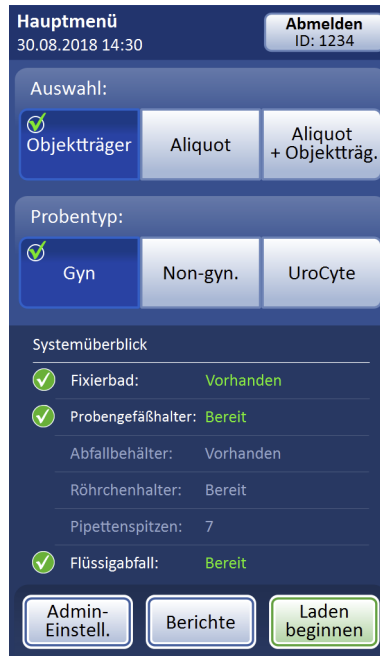 Hauptmenü
30.08.2018 14:30
Abmelden
ID: 1234
Auswahl:
Objektträger
Aliquot
Aliquot
+ Objektträg.
Probentyp:
Gyn
Non-gyn.
UroCyte
Systemüberblick
Fixierbad: Vorhanden
Probengefäßhalter: Bereit
Abfallbehälter: Vorhanden
Röhrchenhalter: Bereit
Pipettenspitzen: 7
Flüssigabfall: Bereit
Admin-
Einstell.
Berichte
Laden
beginnen